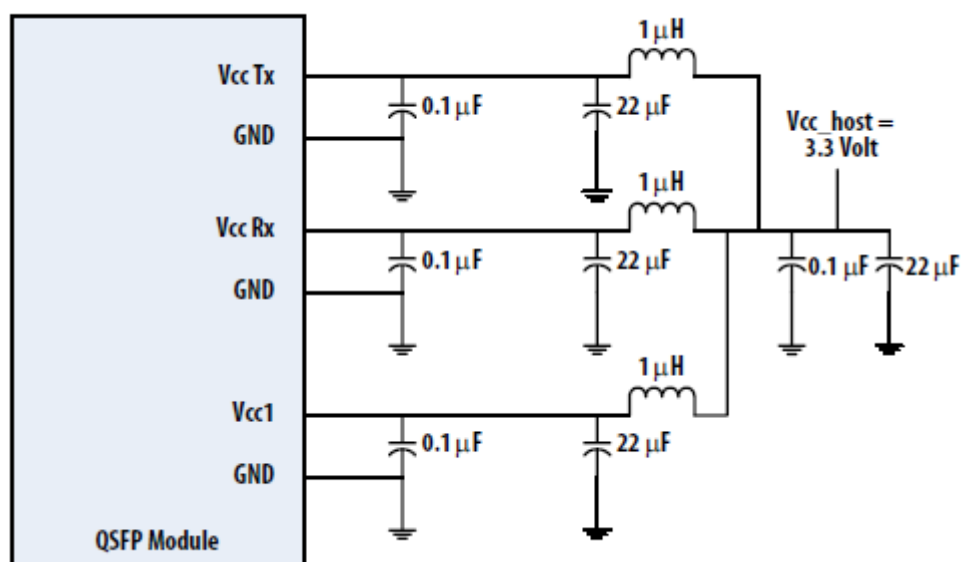 1 μH
Vcc Tx
0.1 μF
22 μF
GND
Vcc_host =
3.3 Volt
1 μH
Vcc Rx
0.1 μF
22 μF
0.1 μF
22 μF
GND
1 μH
Vcc1
0.1 μF
22 μF
GND
QSFP Module